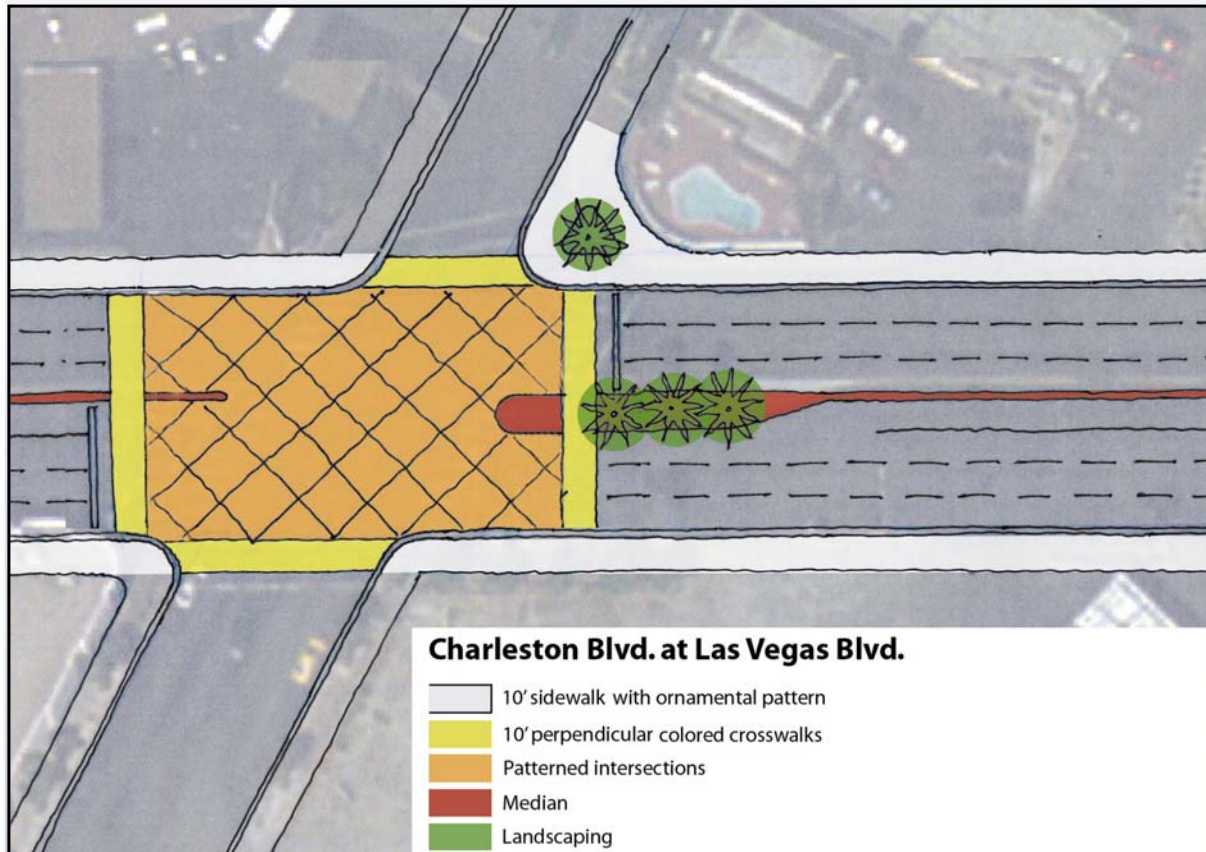 Charleston Blvd. at Las Vegas Blvd.
10' sidewalk with ornamental pattern
10' perpendicular colored crosswalks
Patterned intersections
Median
Landscaping